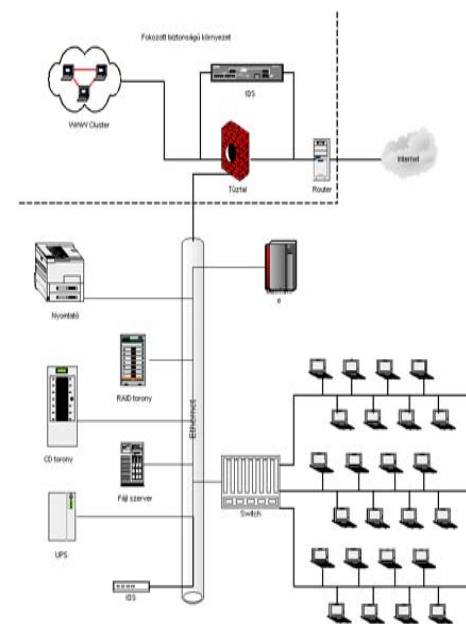 Fokozott biztonságú környezet
IDS
WWW Cluster
Tűzfal
Router
Internet
Nyomtató
RAID torony
Ethernet
CD torony
Fájl szerver
Switch
UPS
IDS